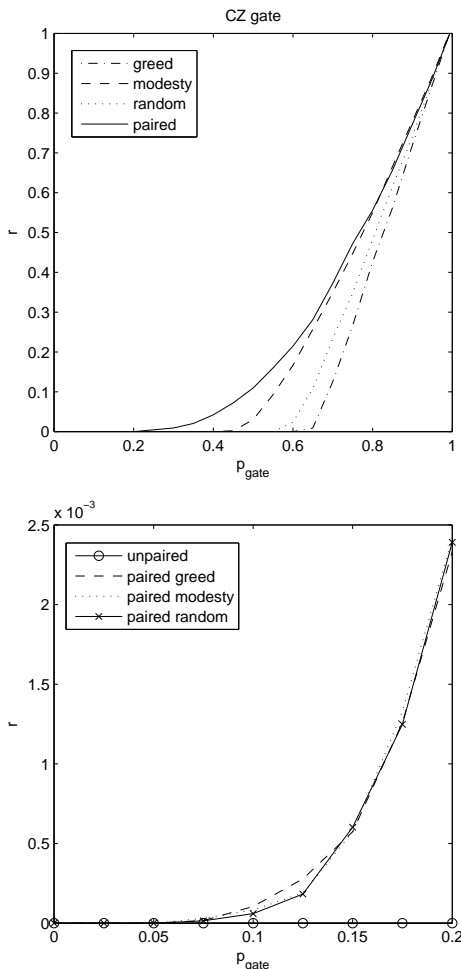 CZ gate
1
0.9
0.8
0.7
0.6
0.5
0.4
0.3
0.2
0.1
0
r
greed
modesty
random
paired
0 0.2 0.4 0.6 0.8 1
p_gate
x 10^-3
2.5
2
1.5
1
0.5
0
r
unpaired
paired greed
paired modesty
paired random
0 0.05 0.1 0.15 0.2
p_gate